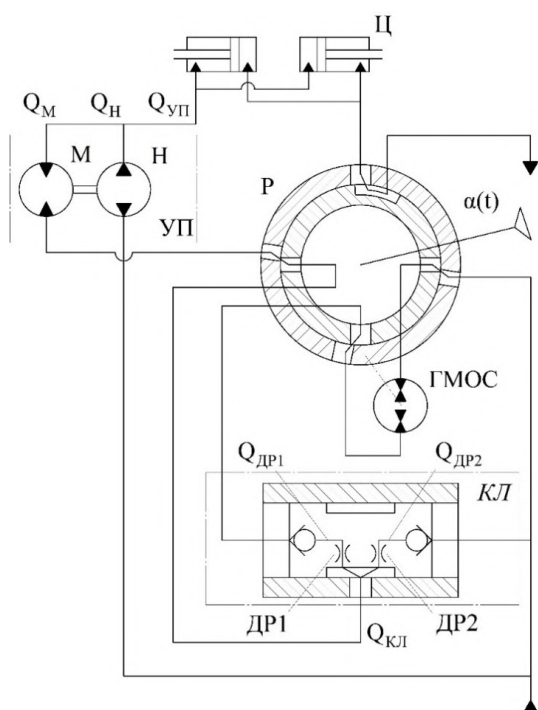 Ц
Q_М Q_Н Q_УП
М Н
Р
УП
α(t)
ГМОС
Q_ДР1 Q_ДР2
КЛ
ДР1 ДР2
Q_КЛ